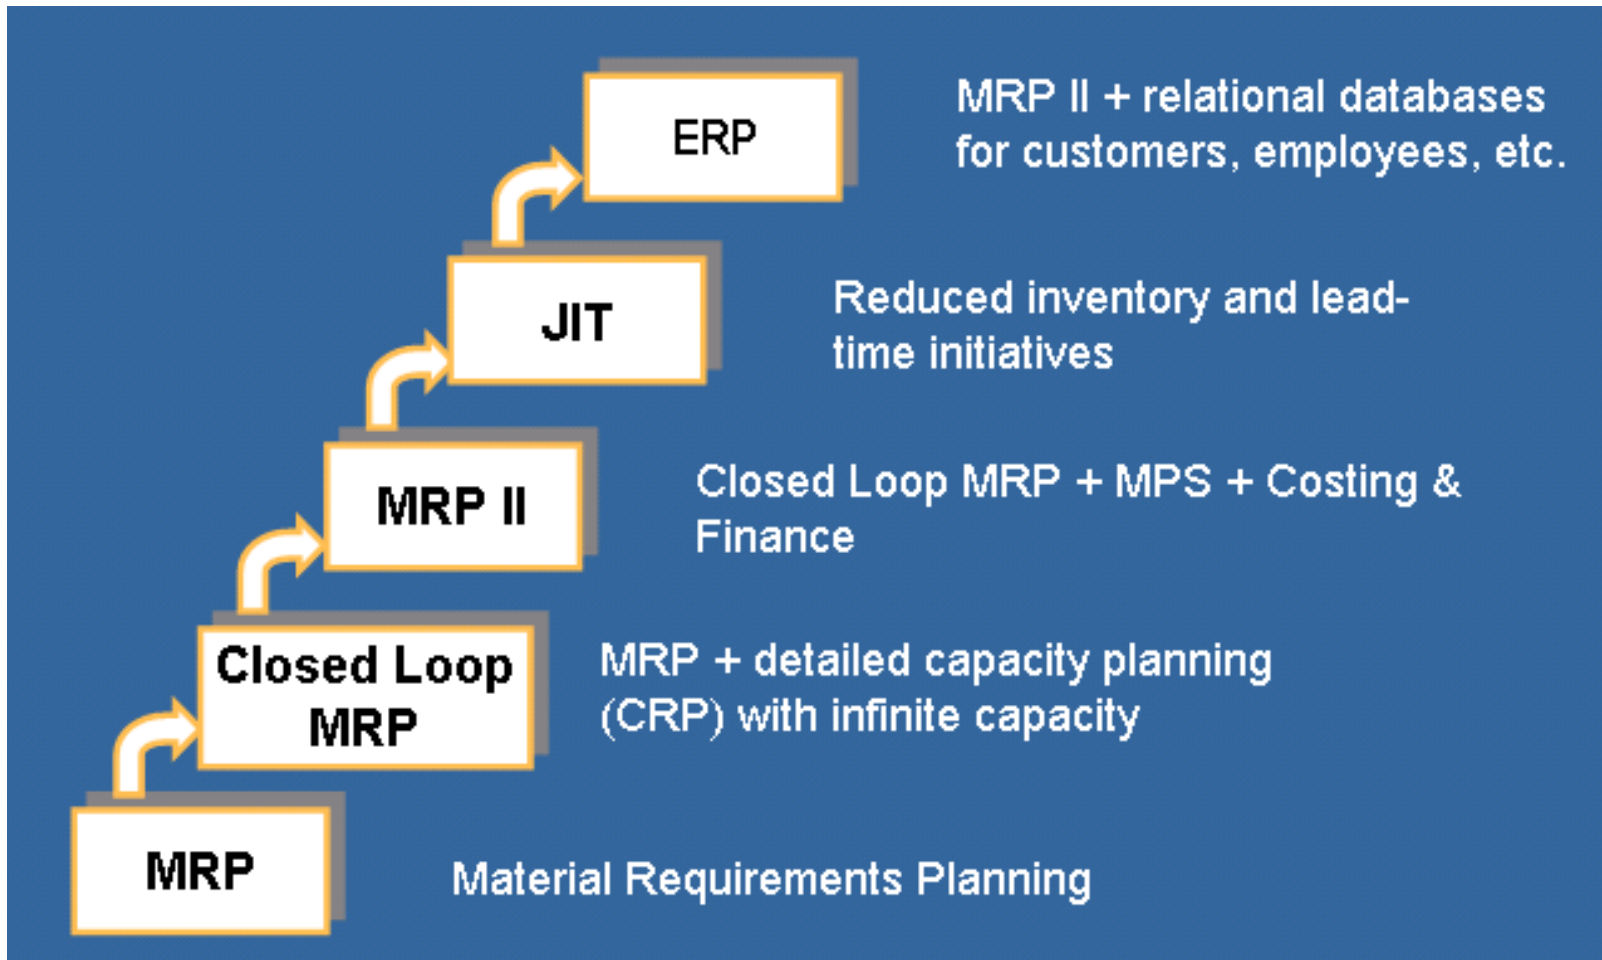 ERP
MRP II + relational databases
for customers, employees, etc.
JIT
Reduced inventory and lead-
time initiatives
MRP II
Closed Loop MRP + MPS + Costing &
Finance
Closed Loop
MRP
MRP + detailed capacity planning
(CRP) with infinite capacity
MRP
Material Requirements Planning